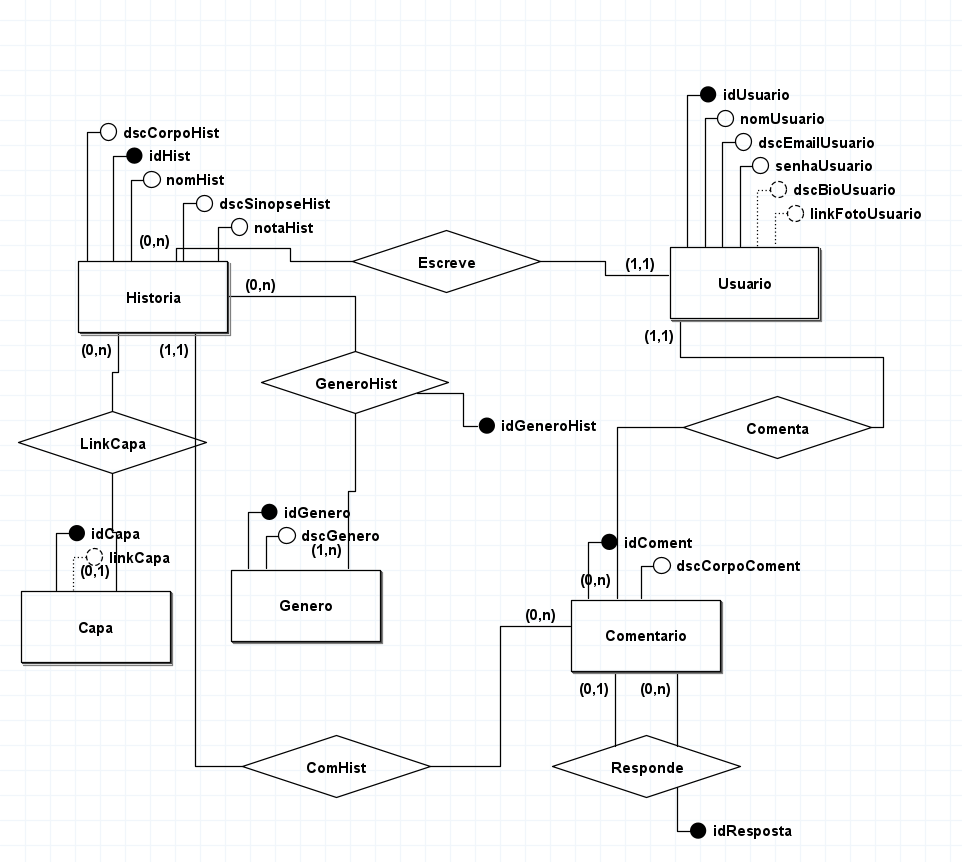 idUsuario
nomUsuario
dscEmailUsuario
senhaUsuario
dscBioUsuario
linkFotoUsuario
dscCorpoHist
idHist
nomHist
dscSinopseHist
notaHist
(0,n)
Escreve
(1,1)
Historia
(0,n)
Usuario
(0,n)
(1,1)
(1,1)
GeneroHist
idGeneroHist
LinkCapa
Comenta
idCapa
linkCapa
(0,1)
Capa
idGenero
dscGenero
(1,n)
Genero
idComent
dscCorpoComent
(0,n)
(0,n)
Comentario
(0,1)
(0,n)
ComHist
Responde
idResposta